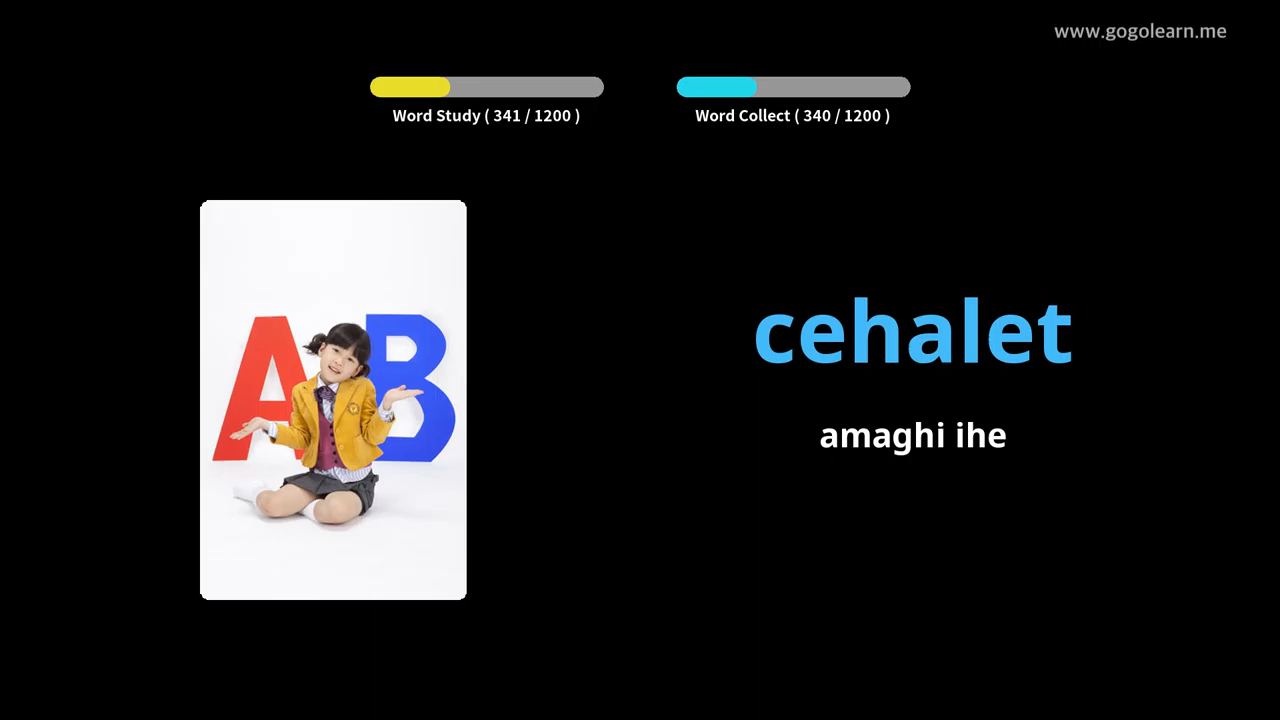 www.gogolearn.me
Word Study ( 341 / 1200 )
Word Collect ( 340 / 1200 )
A B
cehalet
amaghi ihe